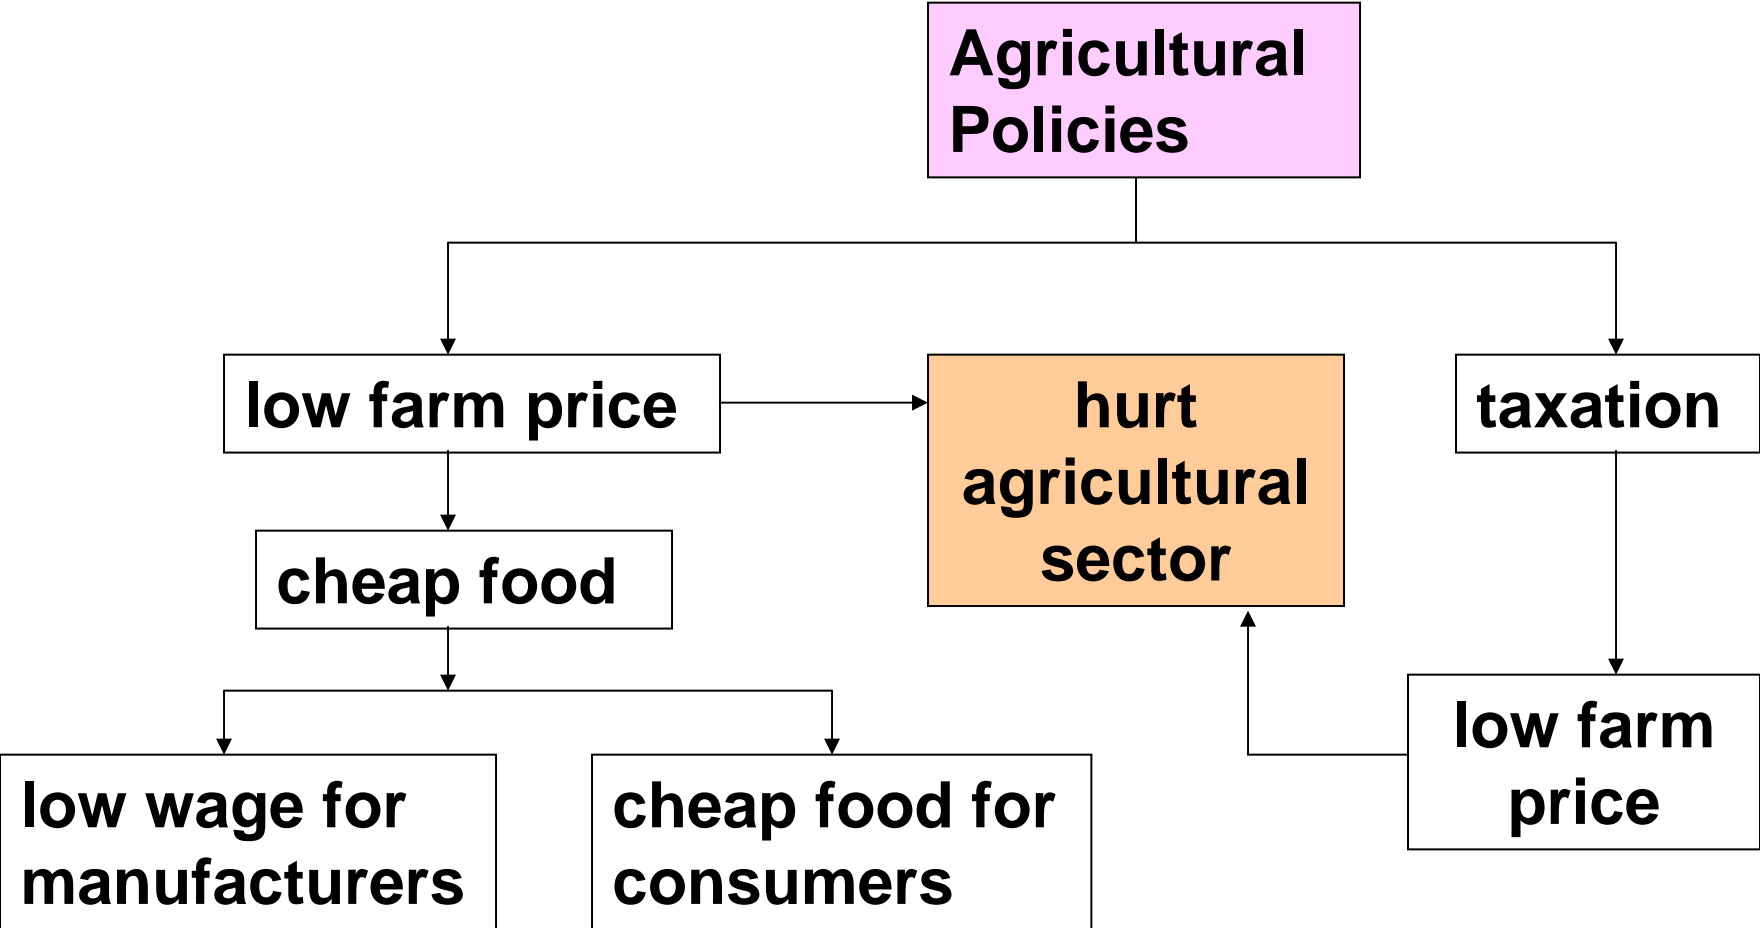 Agricultural
Policies
low farm price
hurt
agricultural
sector
taxation
cheap food
low farm
price
low wage for
manufacturers
cheap food for
consumers